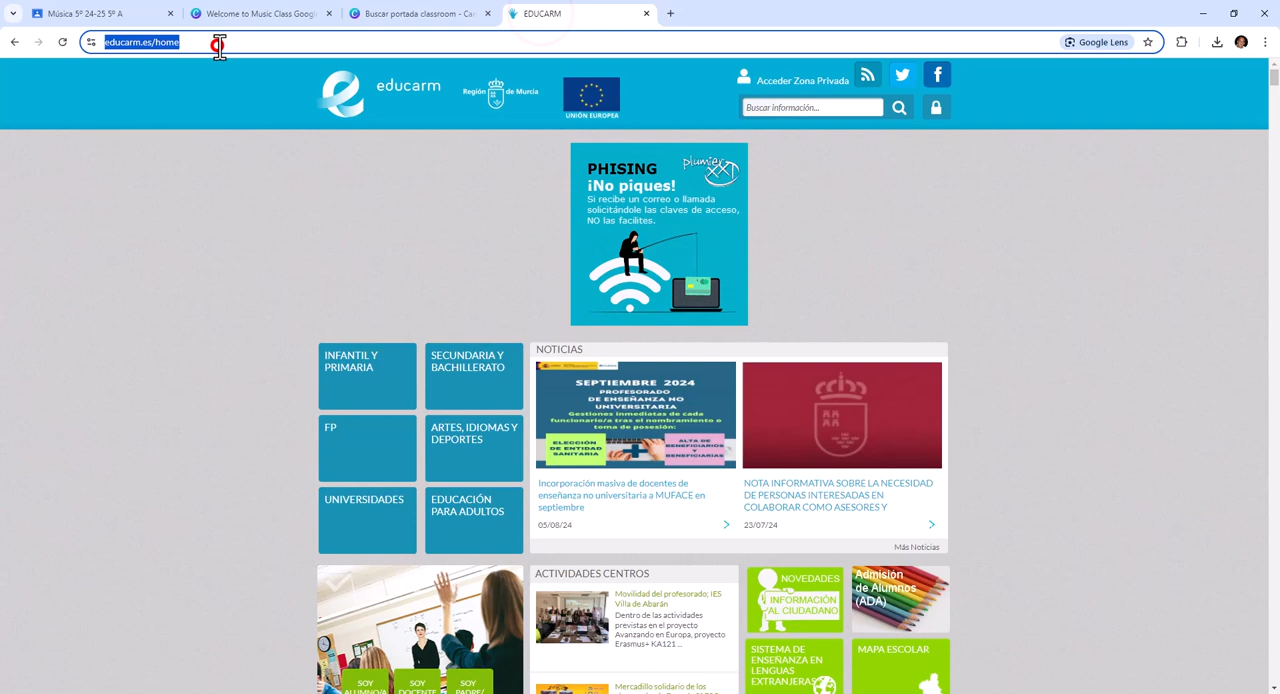 Música 5º 24-25 5º A
Welcome to Music Class Googl
Buscar portada classroom - Can
EDUCARM
educarm.es/home
Google Lens
educarm
Región de Murcia
UNIÓN EUROPEA
Acceder Zona Privada
Buscar información...
PHISING
plumier XXI
¡No piques!
Si recibe un correo o llamada
solicitándole las claves de acceso,
NO las facilites.
INFANTIL Y
PRIMARIA
SECUNDARIA Y
BACHILLERATO
FP
ARTES, IDIOMAS Y
DEPORTES
UNIVERSIDADES
EDUCACIÓN
PARA ADULTOS
NOTICIAS
SEPTIEMBRE 2024
PROFESORADO
DE ENSEÑANZA NO
UNIVERSITARIA
Gestiones inmediatas de cada
funcionario/a tras el nombramiento o
toma de posesión:
ELECCIÓN
DE ENTIDAD
SANITARIA
ALTA DE
BENEFICIARIOS
Y
BENEFICIARIAS
Incorporación masiva de docentes de
enseñanza no universitaria a MUFACE en
septiembre
05/08/24
NOTA INFORMATIVA SOBRE LA NECESIDAD
DE PERSONAS INTERESADAS EN
COLABORAR COMO ASESORES Y
23/07/24
Más Noticias
SOY
ALUMNO/A
SOY
DOCENTE
SOY
PADRE/
ACTIVIDADES CENTROS
Movilidad del profesorado; IES
Villa de Abarán
Dentro de las actividades
previstas en el proyecto
Avanzando en Europa, proyecto
Erasmus+ KA121 ...
Mercadillo solidario de los
NOVEDADES
INFORMACIÓN
AL CIUDADANO
Admisión
de Alumnos
(ADA)
SISTEMA DE
ENSEÑANZA EN
LENGUAS
EXTRANJERAS
MAPA ESCOLAR